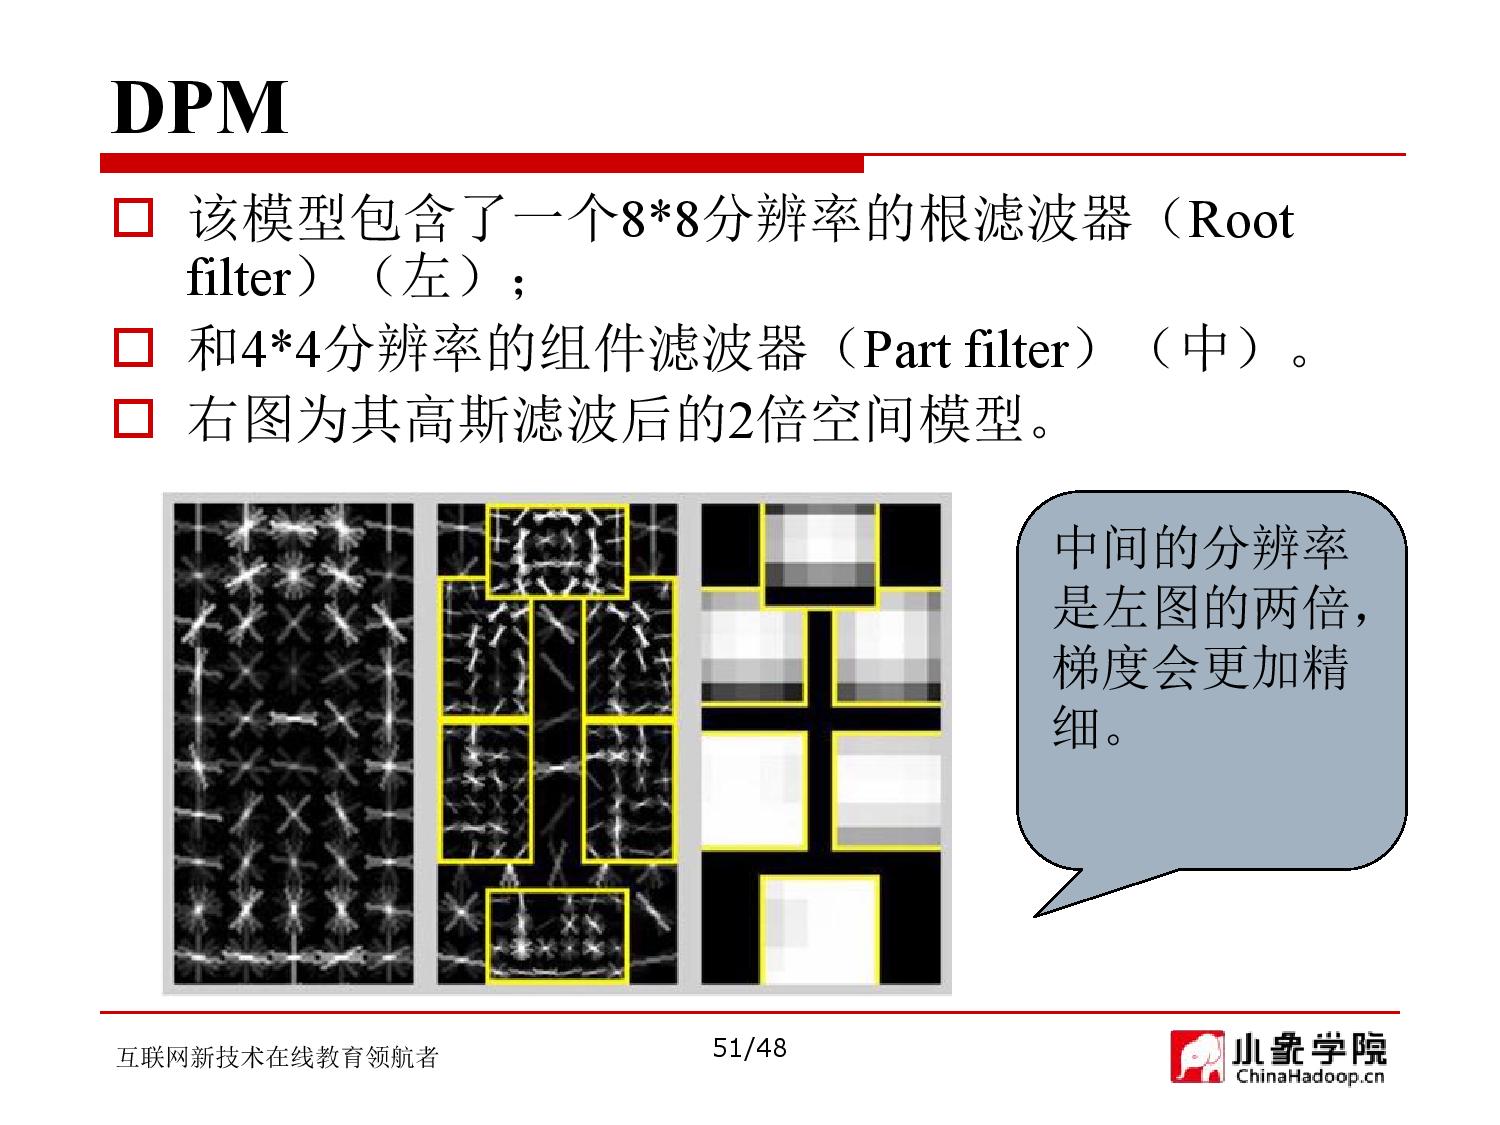 DPM
该模型包含了一个8*8分辨率的根滤波器（Root
filter）（左）；
和4*4分辨率的组件滤波器（Part filter）（中）。
右图为其高斯滤波后的2倍空间模型。
中间的分辨率
是左图的两倍，
梯度会更加精
细。
互联网新技术在线教育领航者
51/48
小象学院
ChinaHadoop.cn